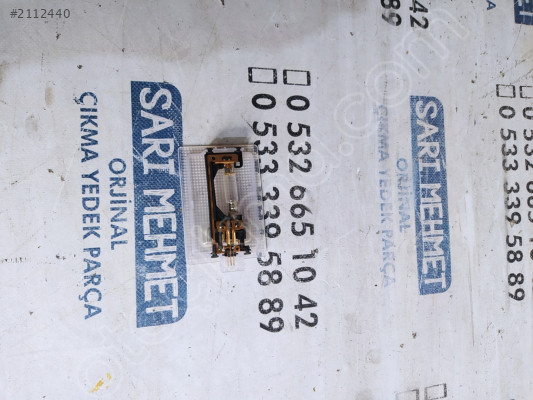 #2112440
SARI MEHMET
ORJİNAL
ÇIKMA YEDEK PARÇA
0 532 665 10 42
0 533 339 58 89
SARI MEHMET
ORJİNAL
ÇIKMA YEDEK PARÇA
0 533 339 58 89
42